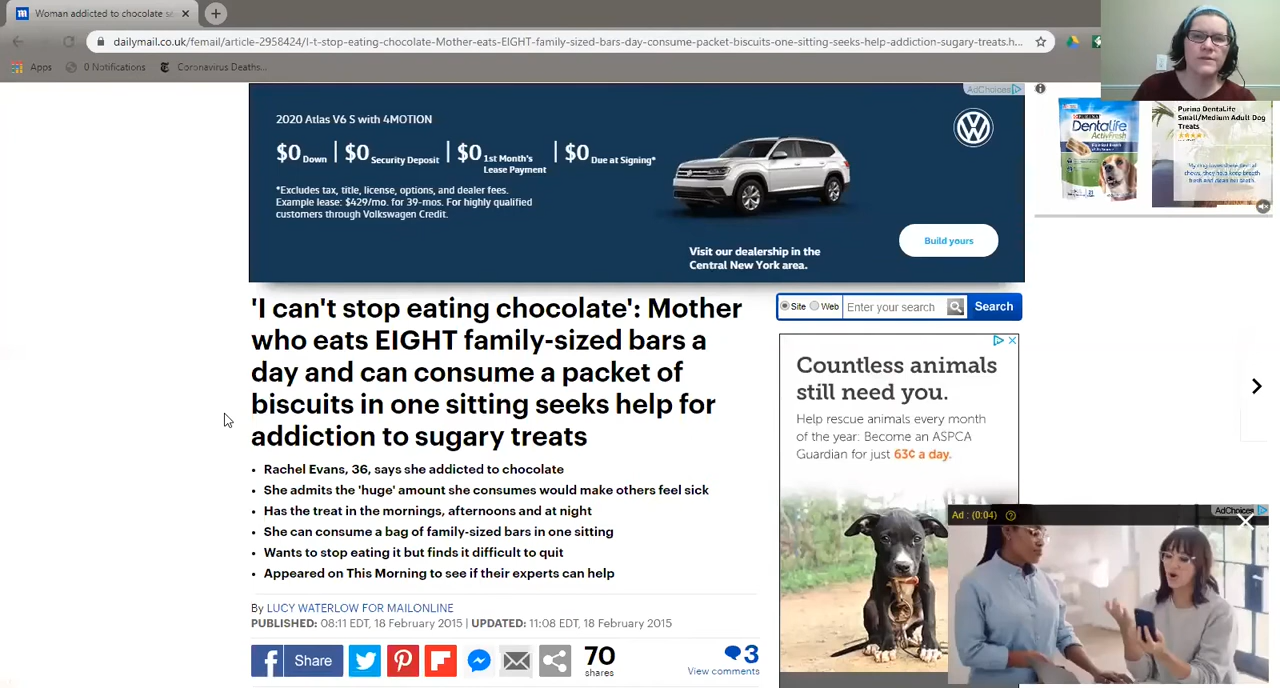 Woman addicted to chocolate se
dailymail.co.uk/femail/article-2958424/I-t-stop-eating-chocolate-Mother-eats-EIGHT-family-sized-bars-day-consume-packet-biscuits-one-sitting-seeks-help-addiction-sugary-treats.h...
Apps
0 Notifications
Coronavirus Deaths...
AdChoices
2020 Atlas V6 S with 4MOTION
$0 Down | $0 Security Deposit | $0 1st Month's Lease Payment | $0 Due at Signing*
*Excludes tax, title, license, options, and dealer fees.
Example lease: $429/mo. for 39-mos. For highly qualified
customers through Volkswagen Credit.
Visit our dealership in the
Central New York area.
Build yours
Purina DentaLife
Small/Medium Adult Dog
Treats
PURINA
DentaLife
ActivFresh
'I can't stop eating chocolate': Mother
who eats EIGHT family-sized bars a
day and can consume a packet of
biscuits in one sitting seeks help for
addiction to sugary treats
• Rachel Evans, 36, says she addicted to chocolate
• She admits the 'huge' amount she consumes would make others feel sick
• Has the treat in the mornings, afternoons and at night
• She can consume a bag of family-sized bars in one sitting
• Wants to stop eating it but finds it difficult to quit
• Appeared on This Morning to see if their experts can help
By LUCY WATERLOW FOR MAILONLINE
PUBLISHED: 08:11 EDT, 18 February 2015 | UPDATED: 11:08 EDT, 18 February 2015
Share
70
shares
3
View comments
Site Web Enter your search Search
Countless animals
still need you.
Help rescue animals every month
of the year. Become an ASPCA
Guardian for just 63¢ a day.
Ad : (0:04)
AdChoices